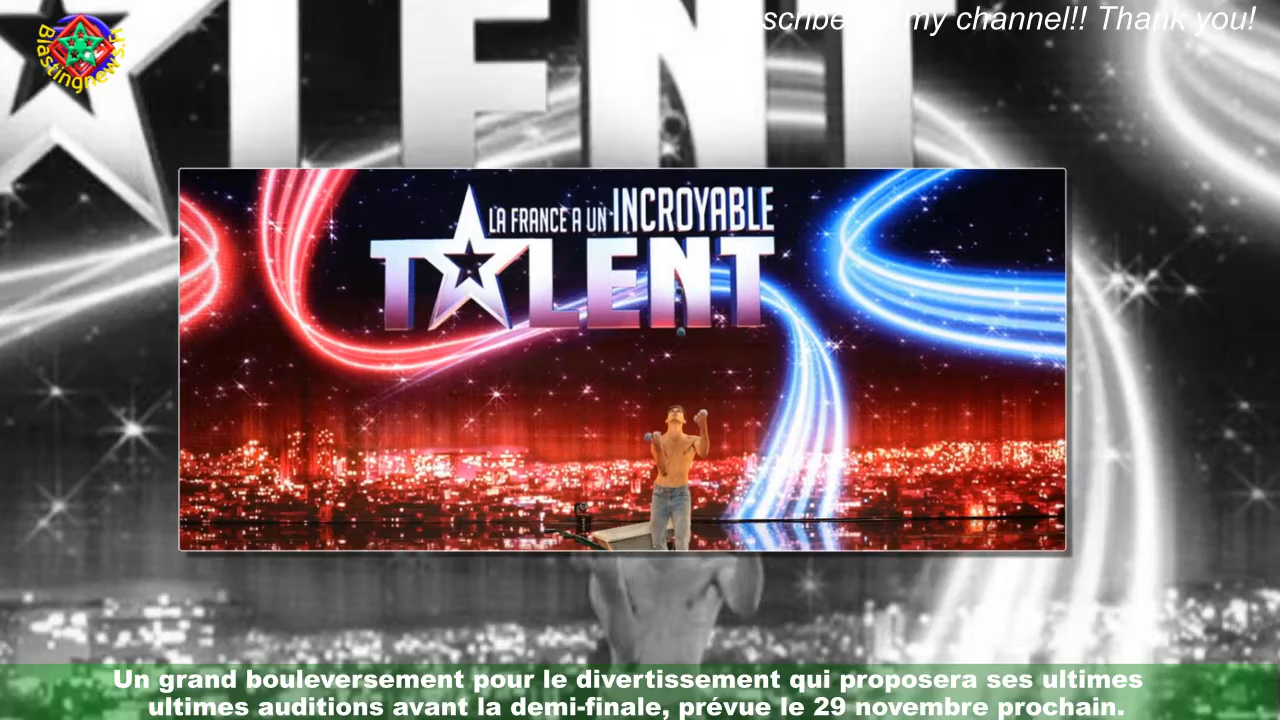 my channel!! Thank you!
Blastingnews.fr
LA FRANCE A UN INCROYABLE
TALENT
Un grand bouleversement pour le divertissement qui proposera ses ultimes
ultimes auditions avant la demi-finale, prévue le 29 novembre prochain.